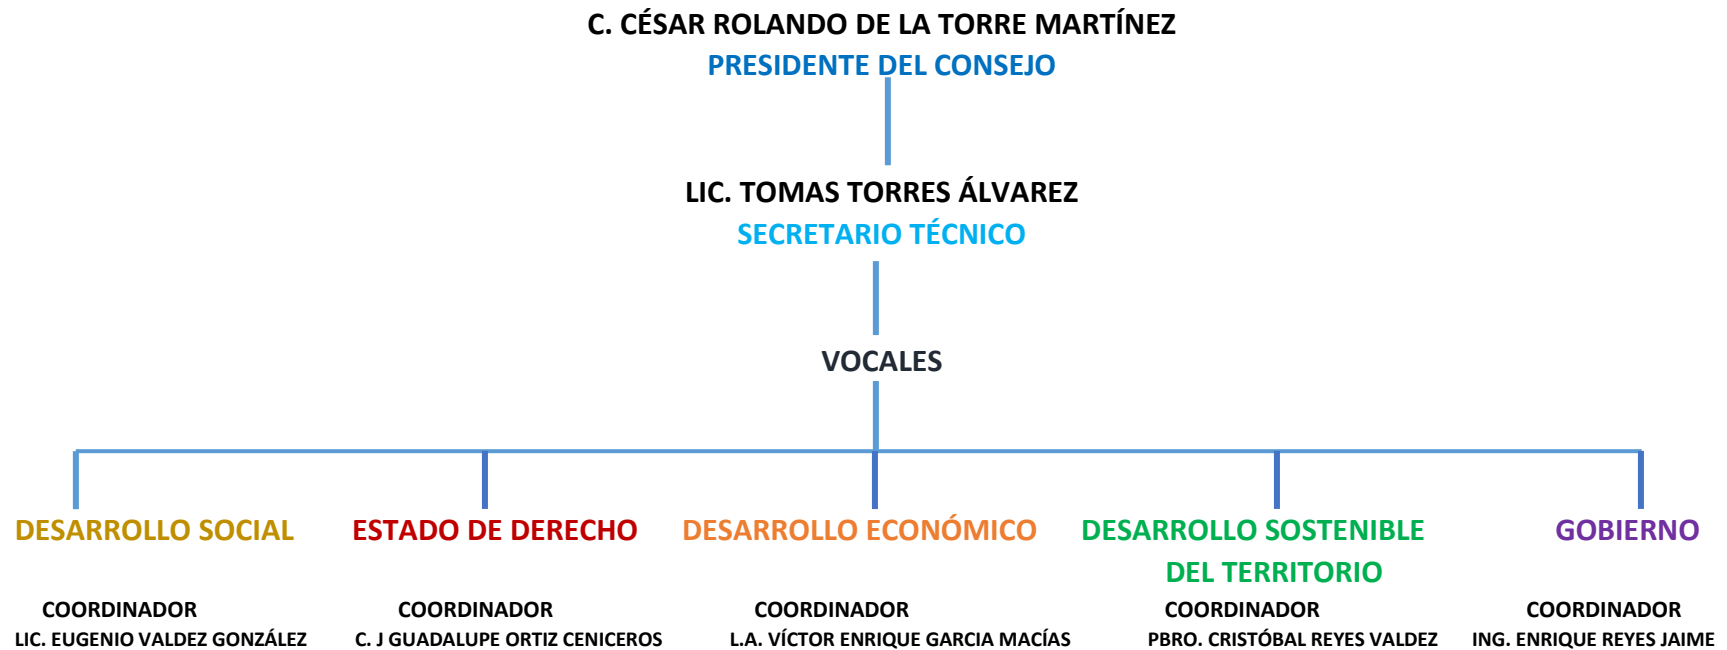 C. CÉSAR ROLANDO DE LA TORRE MARTÍNEZ
PRESIDENTE DEL CONSEJO
LIC. TOMAS TORRES ÁLVAREZ
SECRETARIO TÉCNICO
VOCALES
DESARROLLO SOCIAL
COORDINADOR
LIC. EUGENIO VALDEZ GONZÁLEZ
ESTADO DE DERECHO
COORDINADOR
C. J GUADALUPE ORTIZ CENICEROS
DESARROLLO ECONÓMICO
COORDINADOR
L.A. VÍCTOR ENRIQUE GARCIA MACÍAS
DESARROLLO SOSTENIBLE
DEL TERRITORIO
COORDINADOR
PBRO. CRISTÓBAL REYES VALDEZ
GOBIERNO
COORDINADOR
ING. ENRIQUE REYES JAIME